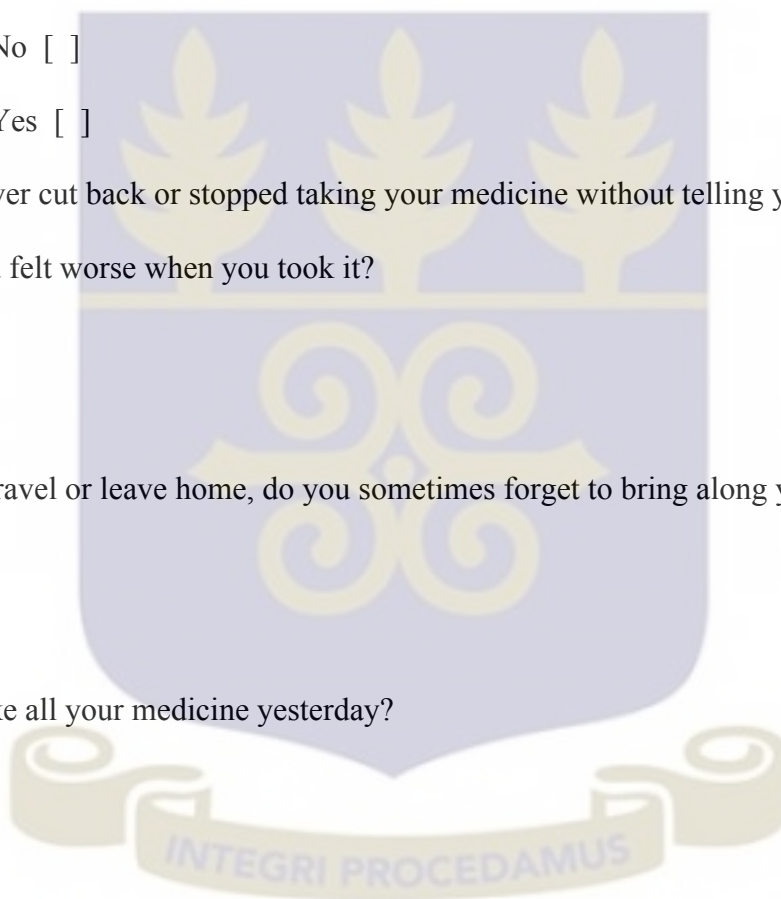 No [ ]
Yes [ ]
ver cut back or stopped taking your medicine without telling y
felt worse when you took it?
ravel or leave home, do you sometimes forget to bring along y
ke all your medicine yesterday?
INTEGRI PROCEDAMUS